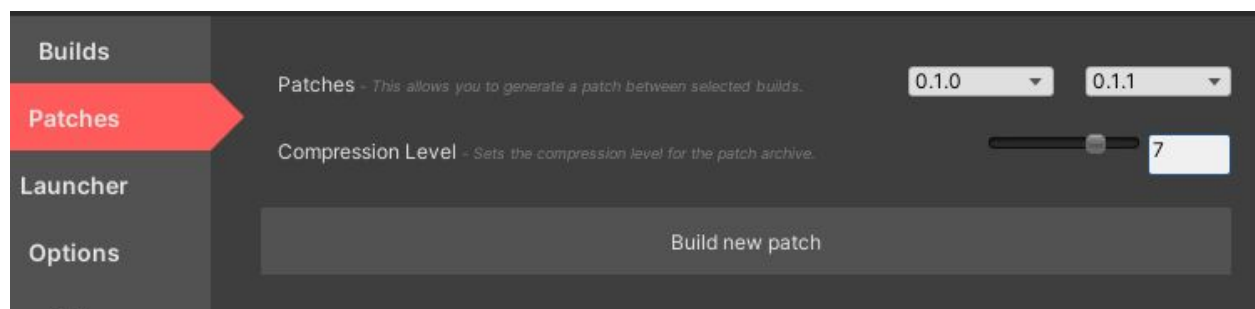 Builds
Patches
Launcher
Options
Patches - This allows you to generate a patch between selected builds. 0.1.0 0.1.1
Compression Level - Sets the compression level for the patch archive. 7
Build new patch